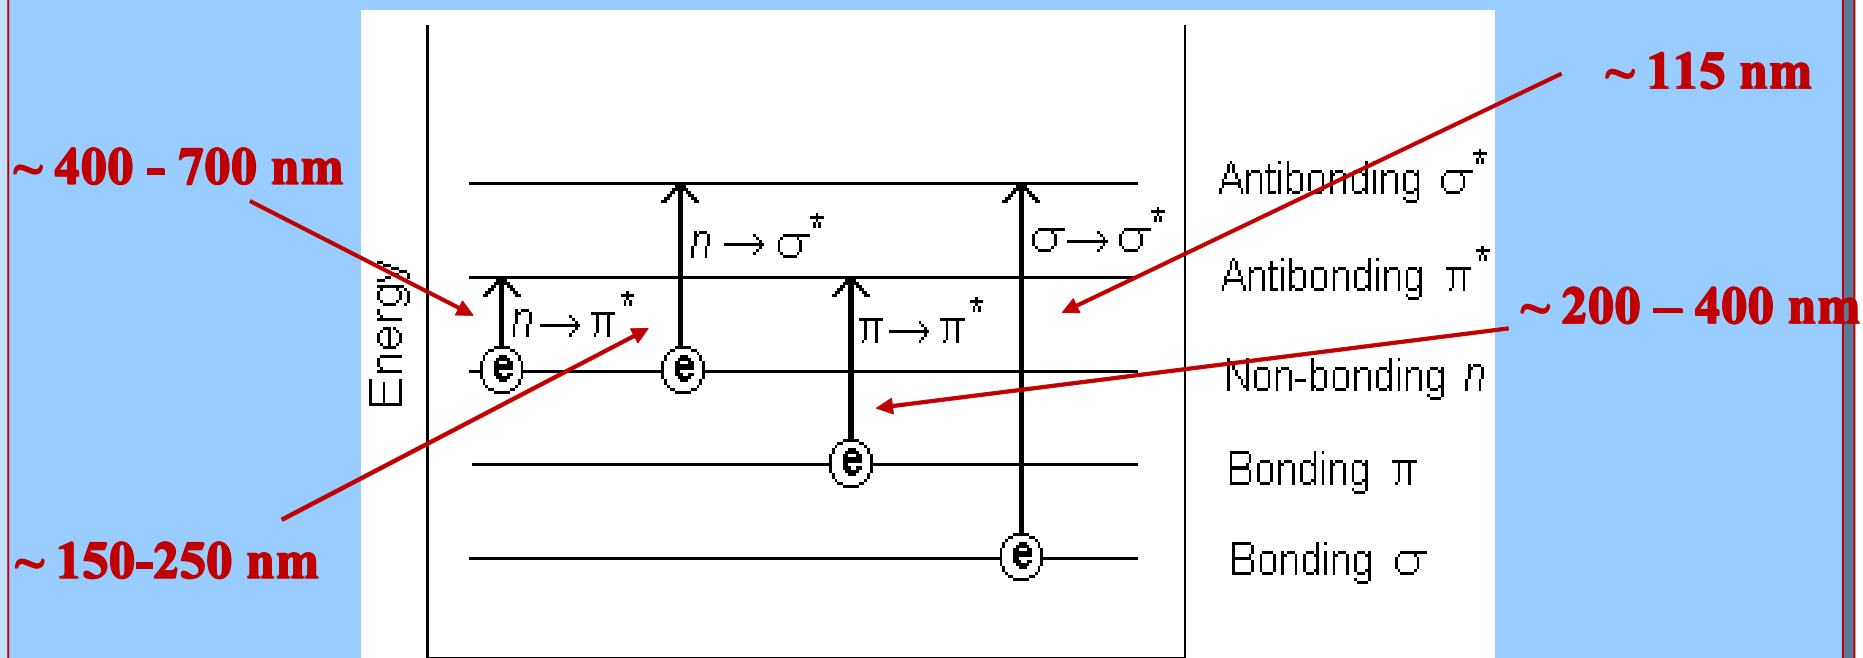 ~ 115 nm
~ 400 - 700 nm
Antibonding σ*
n → σ*
σ → σ*
Antibonding π*
~ 200 – 400 nm
n → π*
π → π*
Energy
e
e
Non-bonding n
e
Bonding π
~ 150-250 nm
e
Bonding σ